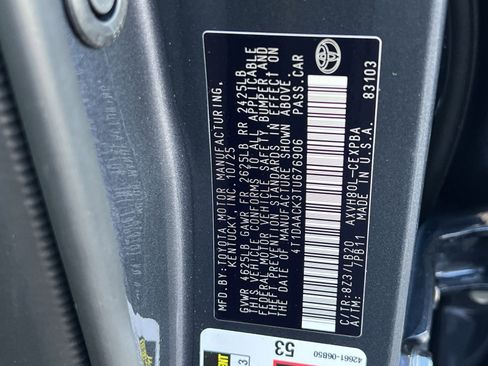 MFD.BY:TOYOTA MOTOR MANUFACTURING,
KENTUCKY, INC. 10/25
GVWR 4625LB GAWR FR 2625LB RR 2425LB
THIS VEHICLE CONFORMS TO ALL APPLICABLE
FEDERAL MOTOR VEHICLE SAFETY, BUMPER AND
THEFT PREVENTION STANDARDS IN EFFECT ON
THE DATE OF MANUFACTURE SHOWN ABOVE.
4T1DAACK3TU676906 PASS.CAR
C/TR: 8Z3/LB20 AXVH80L-CEXPBA
A/TM: /PB11 MADE IN U.S.A. 83103
53
42661-06850